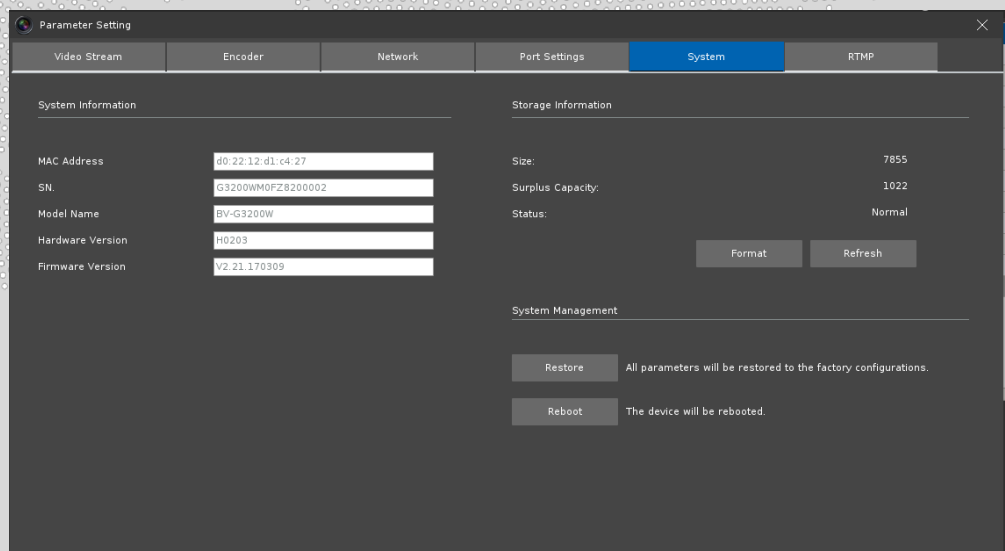 Parameter Setting
Video Stream Encoder Network Port Settings System RTMP
System Information
MAC Address d0:22:12:d1:c4:27
SN. G3200WM0FZ8200002
Model Name BV-G3200W
Hardware Version H0203
Firmware Version V2.21.170309
Storage Information
Size: 7855
Surplus Capacity: 1022
Status: Normal
Format Refresh
System Management
Restore All parameters will be restored to the factory configurations.
Reboot The device will be rebooted.